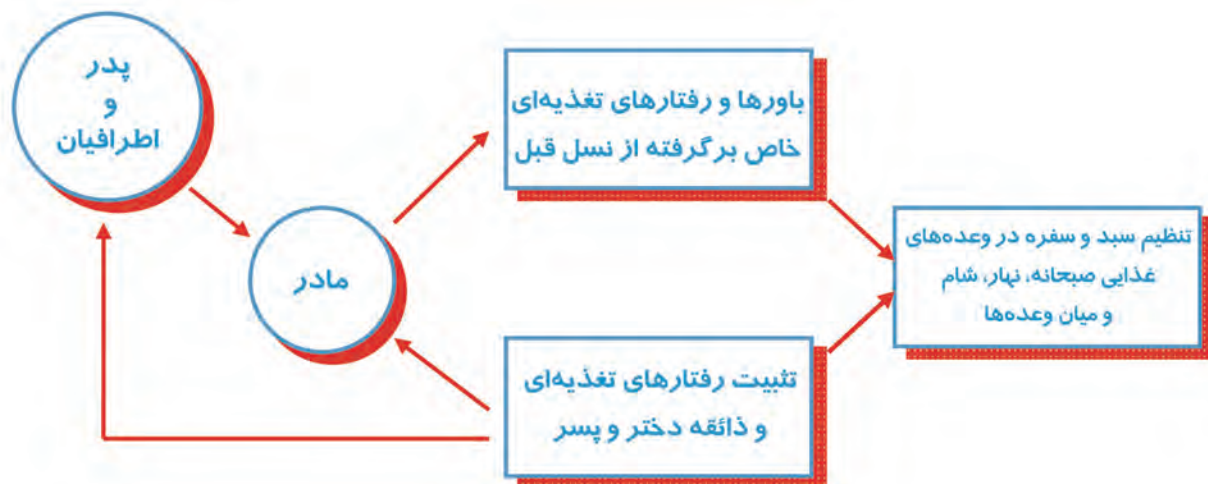 پدر
و
اطرافیان
مادر
باورها و رفتارهای تغذیه‌ای
خاص برگرفته از نسل قبل
تثبیت رفتارهای تغذیه‌ای
و ذائقه دختر و پسر
تنظیم سبد و سفره در وعده‌های
غذایی صبحانه، نهار، شام
و میان وعده‌ها